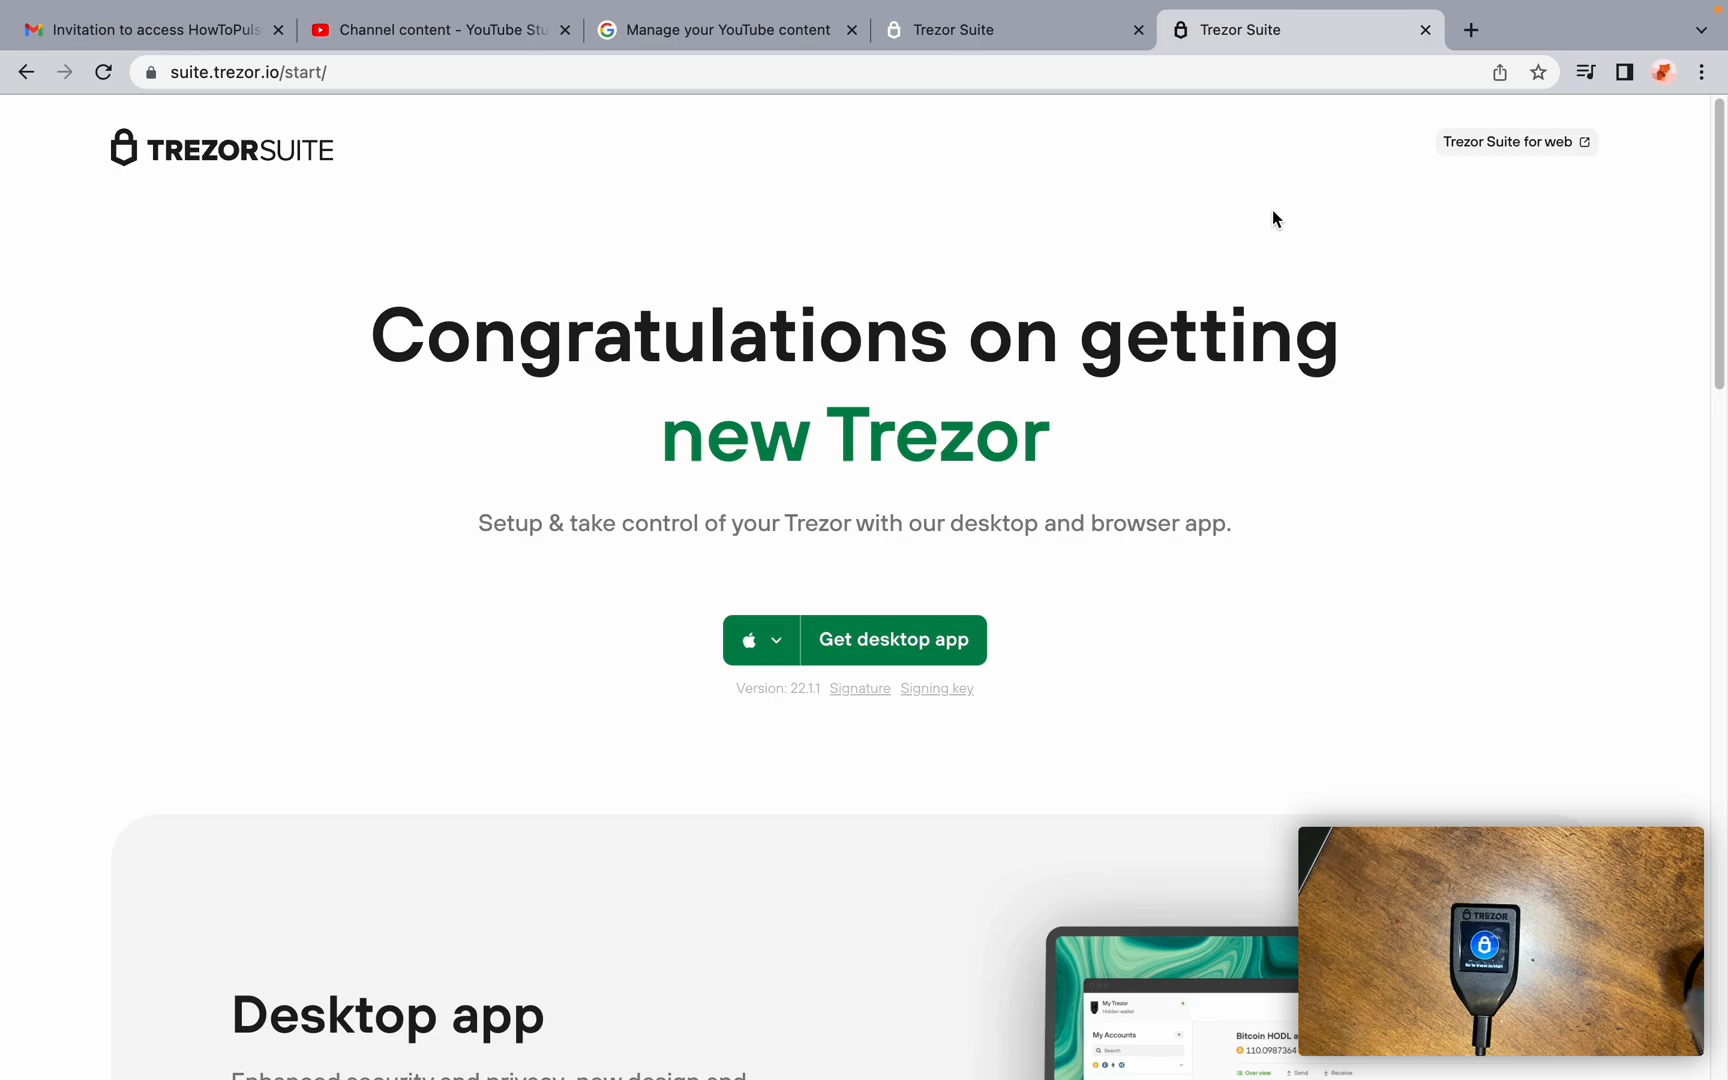 Invitation to access HowToPuls
Channel content - YouTube Stu
Manage your YouTube content
Trezor Suite
Trezor Suite
suite.trezor.io/start/
TREZORSUITE
Trezor Suite for web
Congratulations on getting
new Trezor
Setup & take control of your Trezor with our desktop and browser app.
Get desktop app
Version: 22.1.1 Signature Signing key
Desktop app
Enhanced security and privacy, new design and
My Trezor
Hidden wallet
My Accounts
Search
Bitcoin HODL a
110.0987364
Overview Send Receive
TREZOR
Go to trezor.io/start